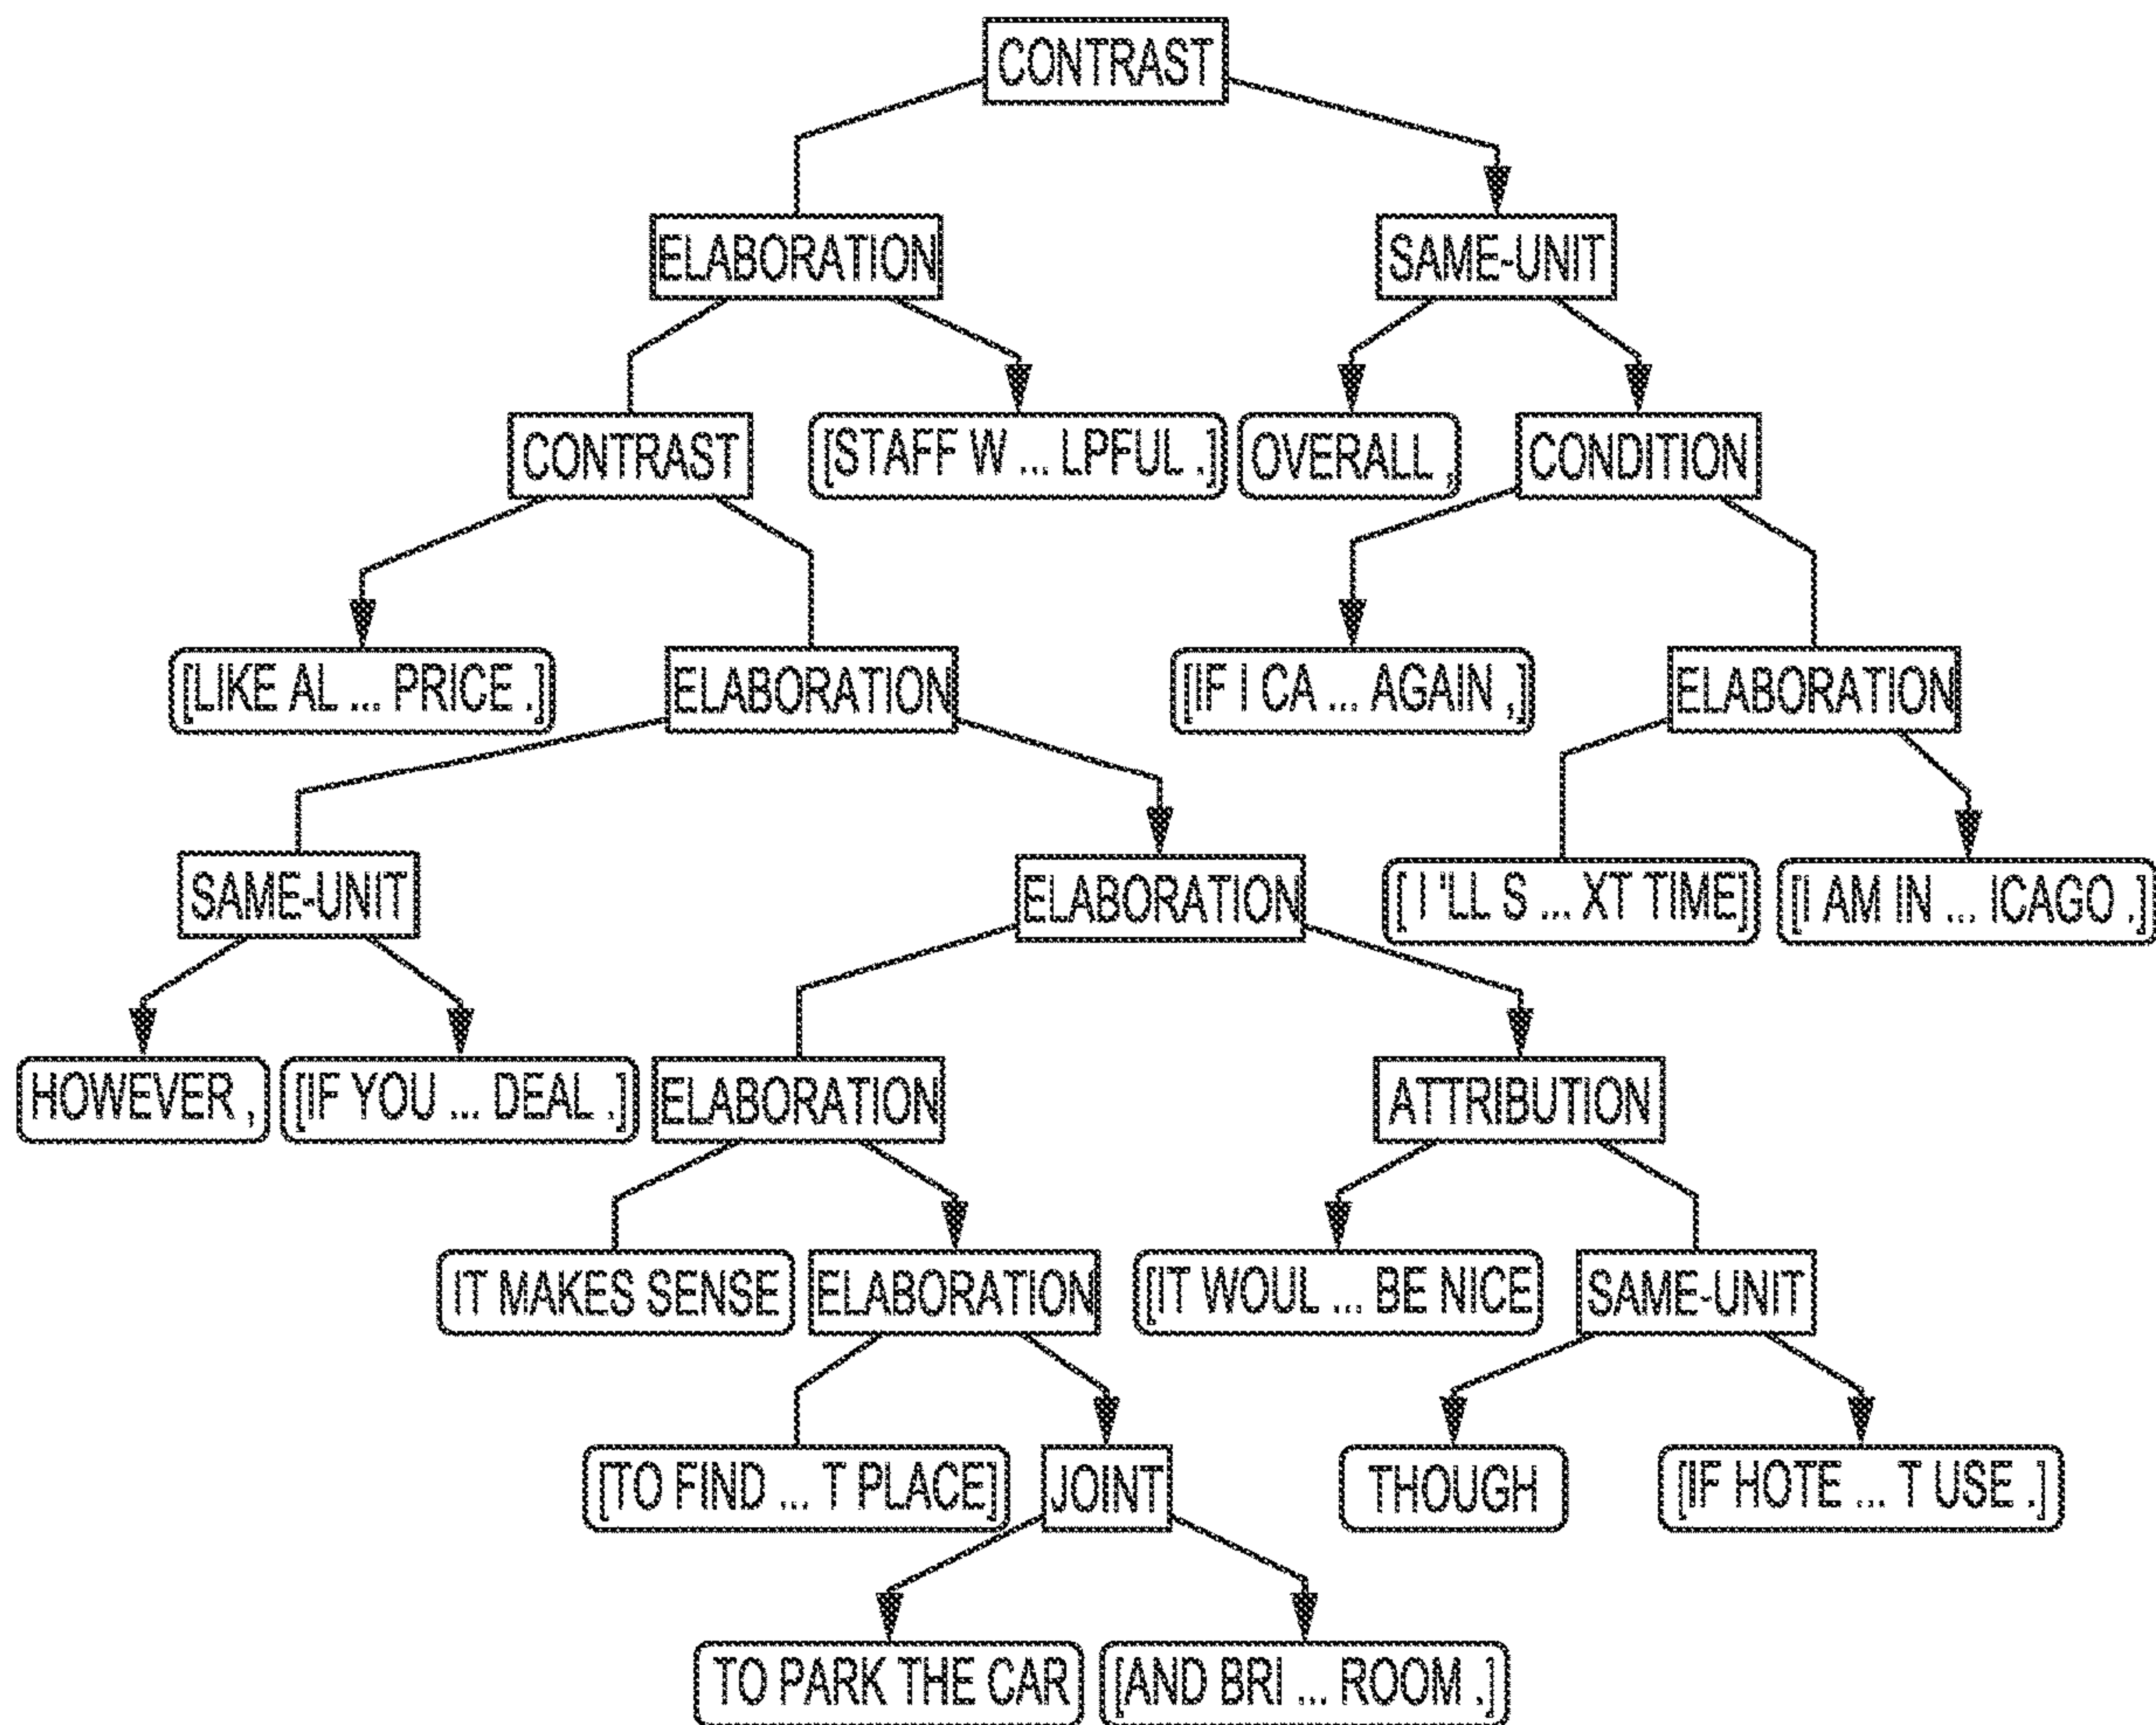 CONTRAST
ELABORATION
SAME-UNIT
CONTRAST
[STAFF W ... LPFUL .]
OVERALL ,
CONDITION
[LIKE AL ... PRICE .]
ELABORATION
[IF I CA ... AGAIN ,]
ELABORATION
SAME-UNIT
ELABORATION
[ I 'LL S ... XT TIME]
[I AM IN ... ICAGO .]
HOWEVER ,
[IF YOU ... DEAL .]
ELABORATION
ATTRIBUTION
IT MAKES SENSE
ELABORATION
[IT WOUL ... BE NICE
SAME-UNIT
[TO FIND ... T PLACE]
JOINT
THOUGH
[IF HOTE ... T USE .]
TO PARK THE CAR
[AND BRI ... ROOM .]